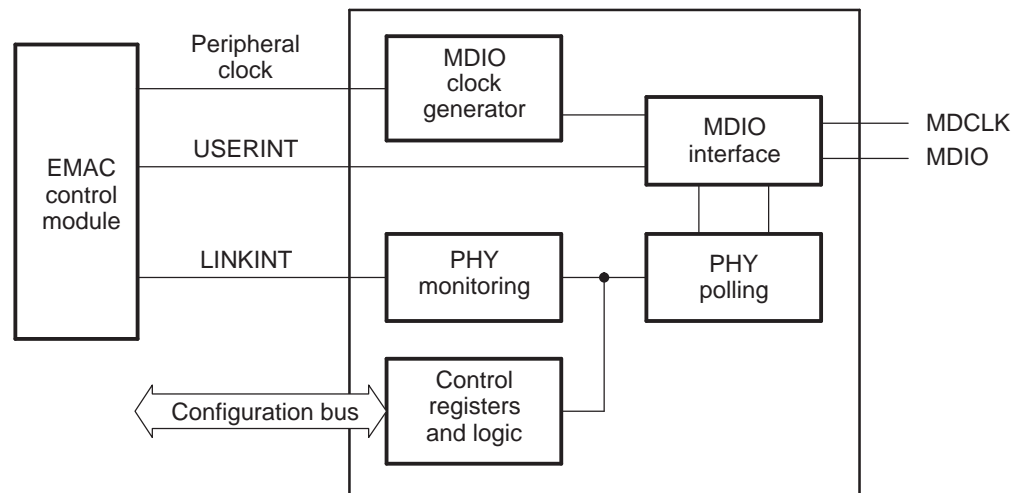 Peripheral
clock
MDIO
clock
generator
MDIO
interface
MDCLK
MDIO
USERINT
EMAC
control
module
LINKINT
PHY
monitoring
PHY
polling
Control
registers
and logic
Configuration bus